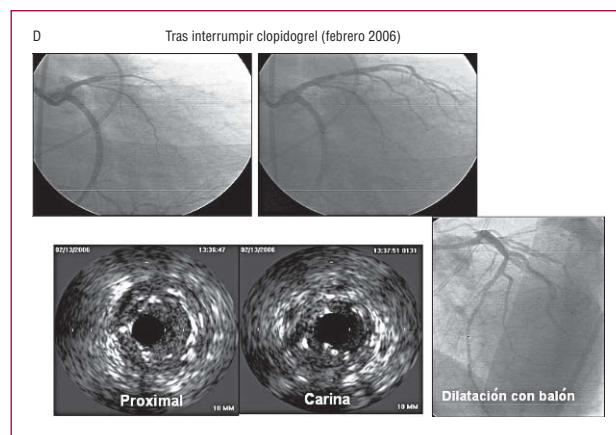 D
Tras interrumpir clopidogrel (febrero 2006)
02/13/2006 13:36:47
Proximal
10 MM
02/13/2006 13:37:51 0131
Carina
10 MM
Dilatación con balón